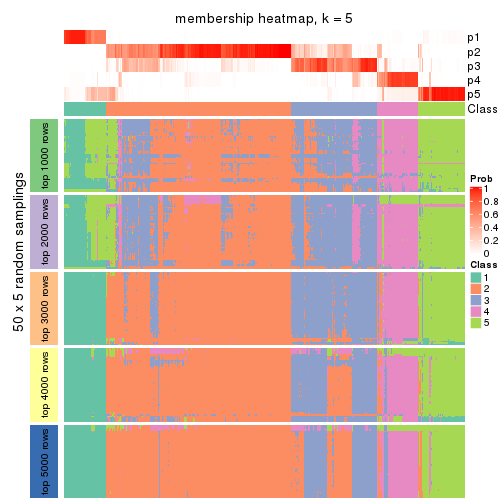 membership heatmap, k = 5
p1
p2
p3
p4
p5
Class
50 x 5 random samplings
top 1000 rows
top 2000 rows
top 3000 rows
top 4000 rows
top 5000 rows
Prob
1
0.8
0.6
0.4
0.2
0
Class
1
2
3
4
5